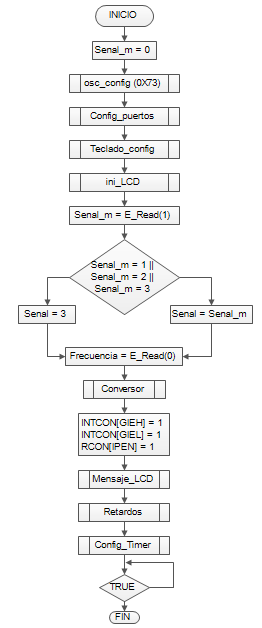 INICIO
Senal_m = 0
osc_config (0X73)
Config_puertos
Teclado_config
ini_LCD
Senal_m = E_Read(1)
Senal_m = 1 ||
Senal_m = 2 ||
Senal_m = 3
Senal = 3
Senal = Senal_m
Frecuencia = E_Read(0)
Conversor
INTCON[GIEH] = 1
INTCON[GIEL] = 1
RCON[IPEN] = 1
Mensaje_LCD
Retardos
Config_Timer
TRUE
FIN